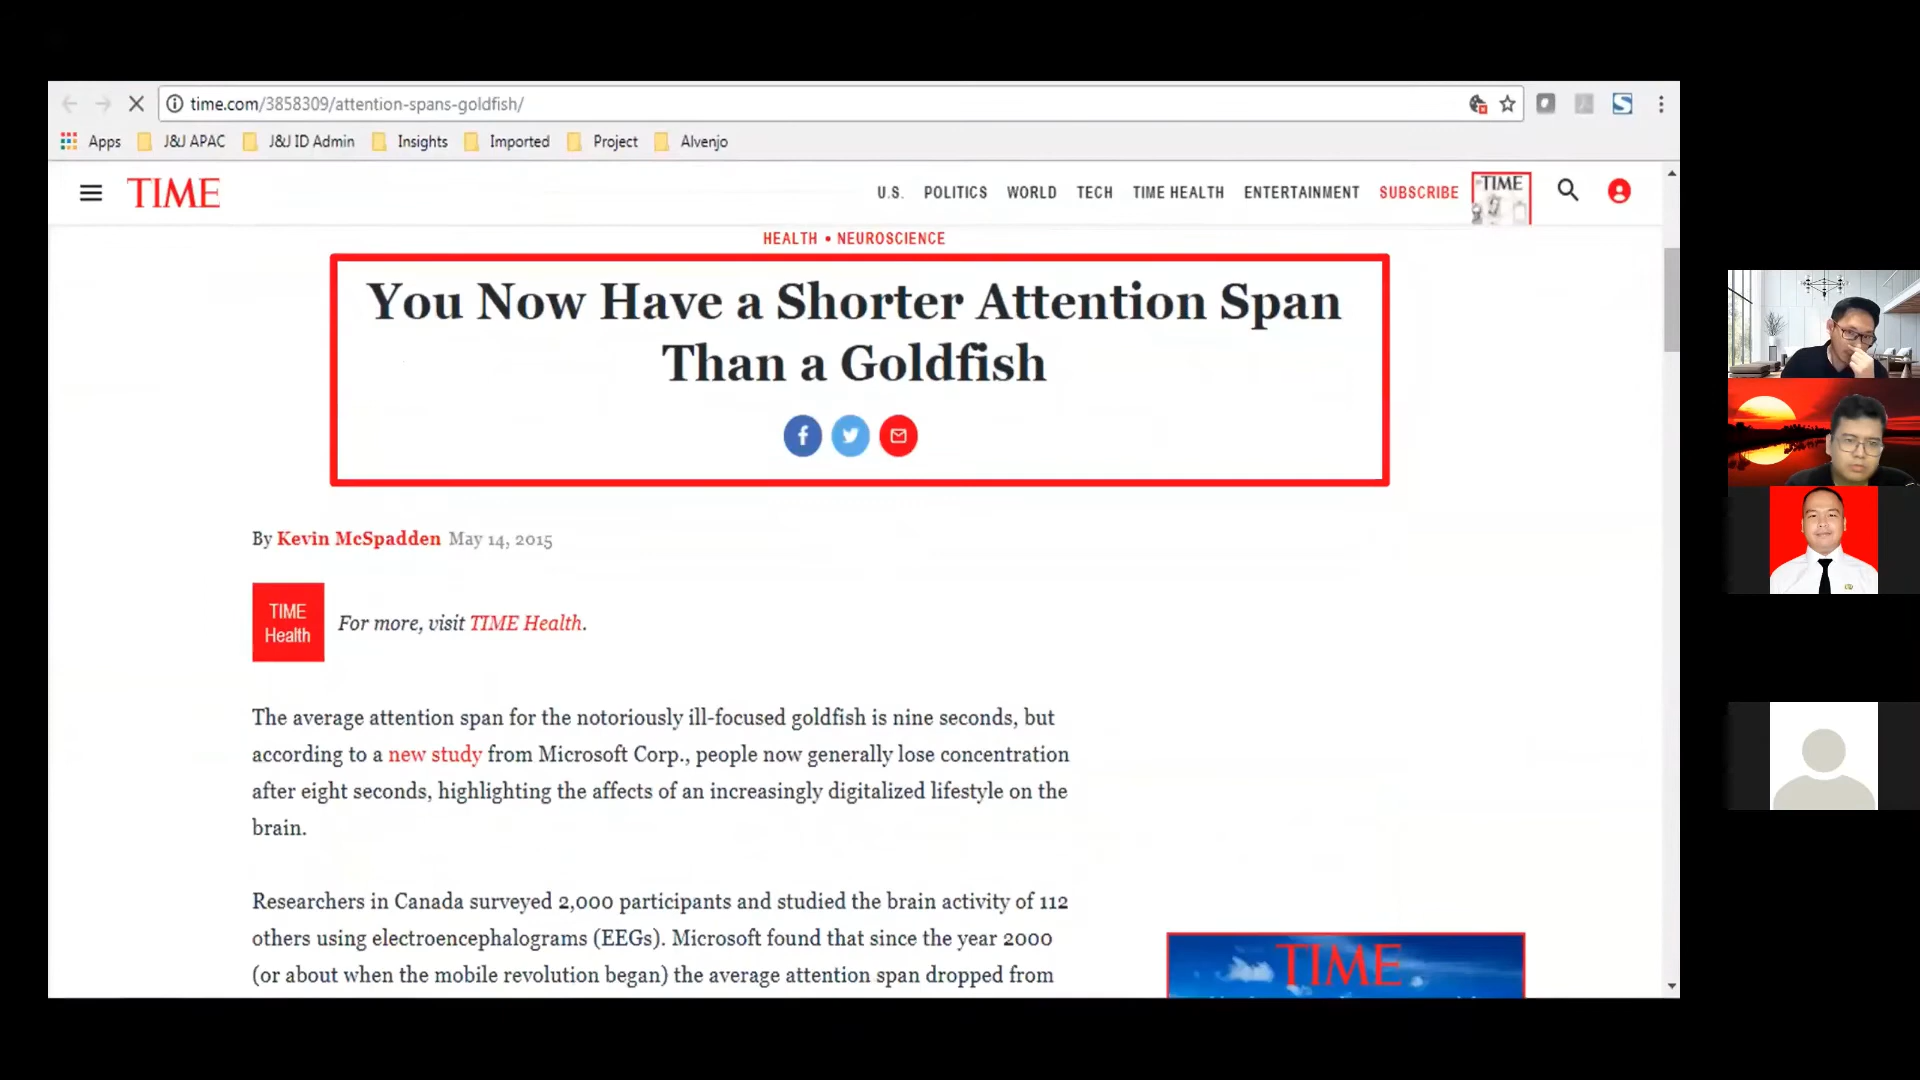 time.com/3858309/attention-spans-goldfish/
Apps J&J APAC J&J ID Admin Insights Imported Project Alvenjo
TIME U.S. POLITICS WORLD TECH TIME HEALTH ENTERTAINMENT SUBSCRIBE TIME
HEALTH • NEUROSCIENCE
You Now Have a Shorter Attention Span
Than a Goldfish
By Kevin McSpadden May 14, 2015
TIME
Health
For more, visit TIME Health.
The average attention span for the notoriously ill-focused goldfish is nine seconds, but
according to a new study from Microsoft Corp., people now generally lose concentration
after eight seconds, highlighting the affects of an increasingly digitalized lifestyle on the
brain.
Researchers in Canada surveyed 2,000 participants and studied the brain activity of 112
others using electroencephalograms (EEGs). Microsoft found that since the year 2000
(or about when the mobile revolution began) the average attention span dropped from
TIME